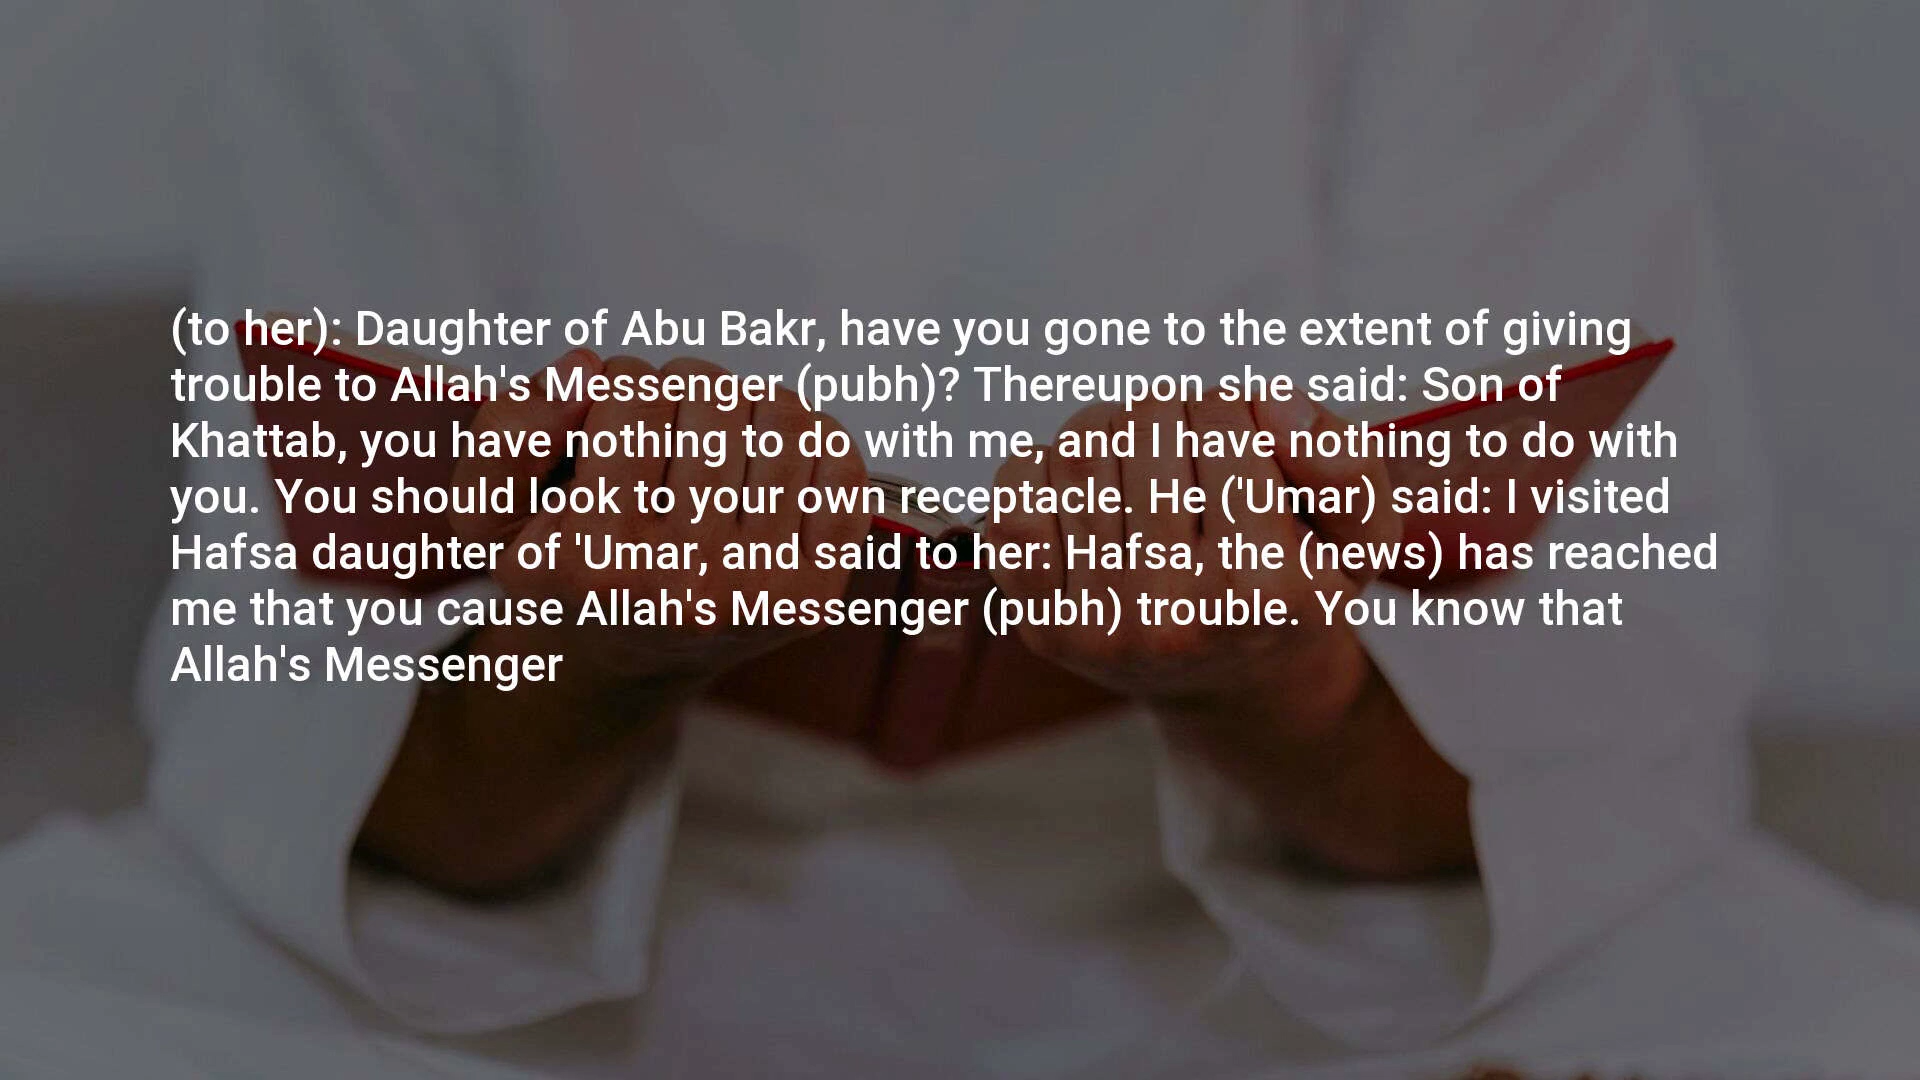 (to her): Daughter of Abu Bakr, have you gone to the extent of giving
trouble to Allah's Messenger (pubh)? Thereupon she said: Son of
Khattab, you have nothing to do with me, and I have nothing to do with
you. You should look to your own receptacle. He ('Umar) said: I visited
Hafsa daughter of 'Umar, and said to her: Hafsa, the (news) has reached
me that you cause Allah's Messenger (pubh) trouble. You know that
Allah's Messenger